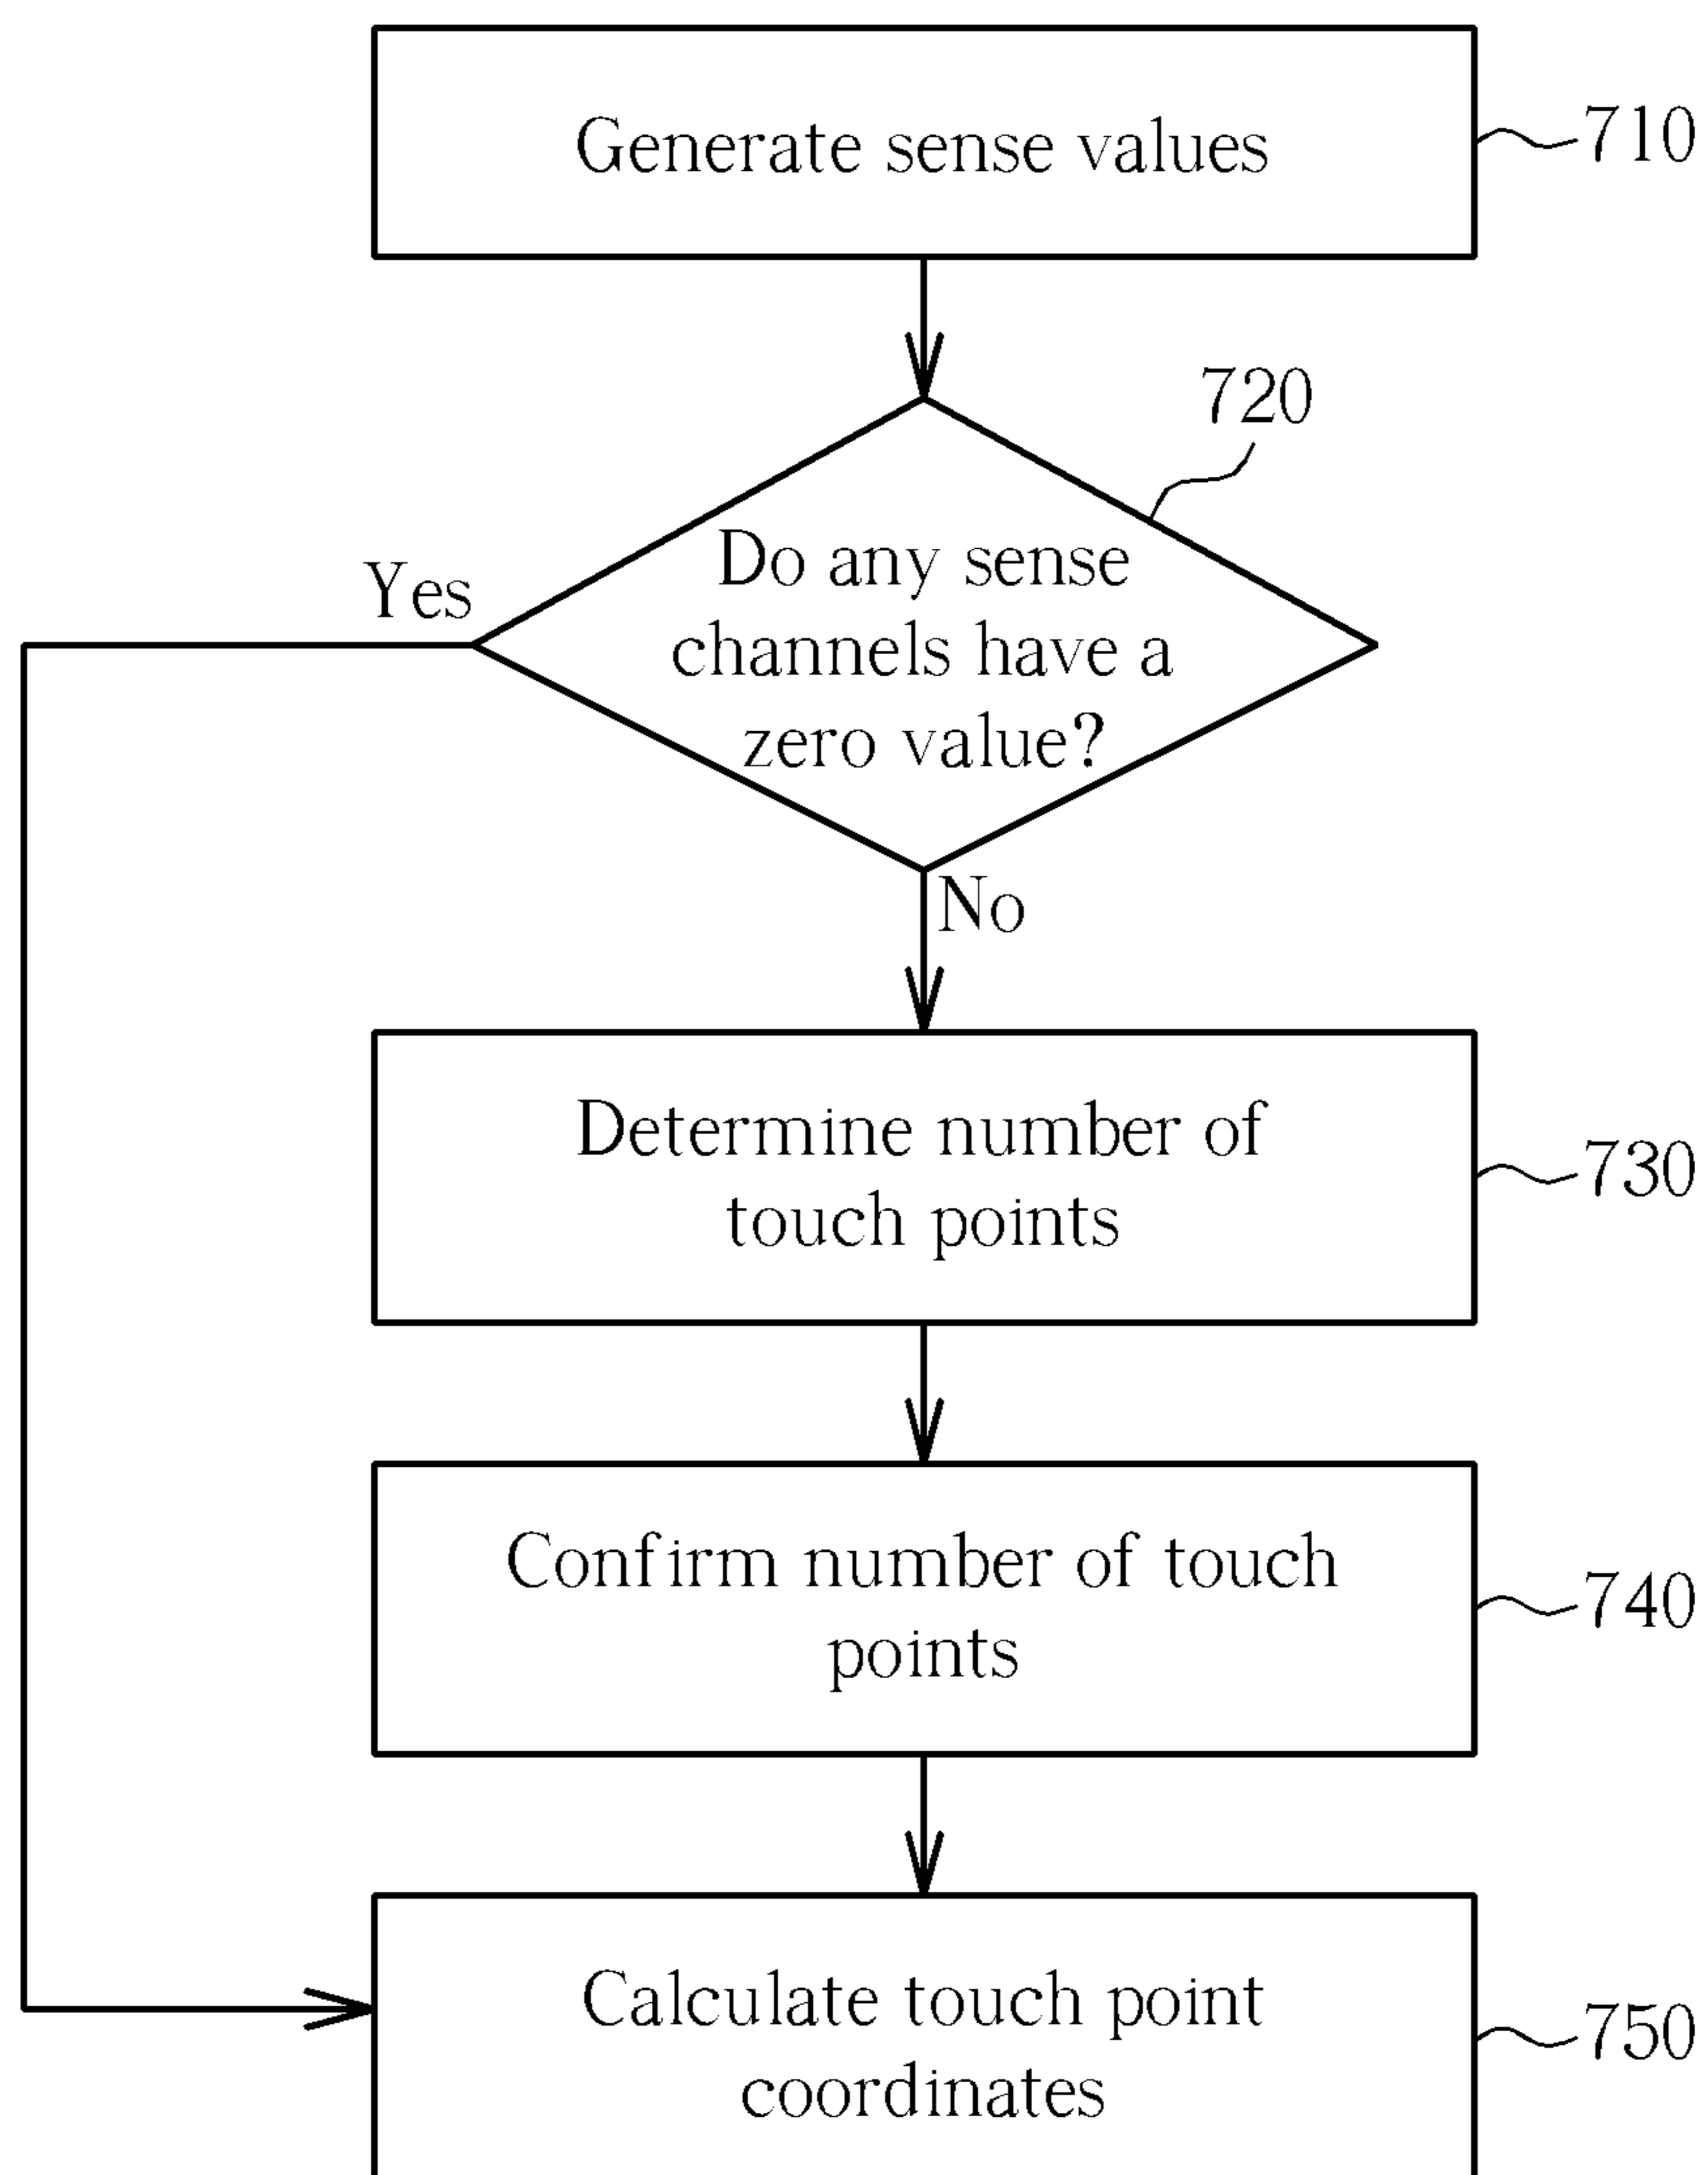 Generate sense values
710
720
Do any sense
channels have a
zero value?
Yes
No
Determine number of
touch points
730
Confirm number of touch
points
740
Calculate touch point
coordinates
750